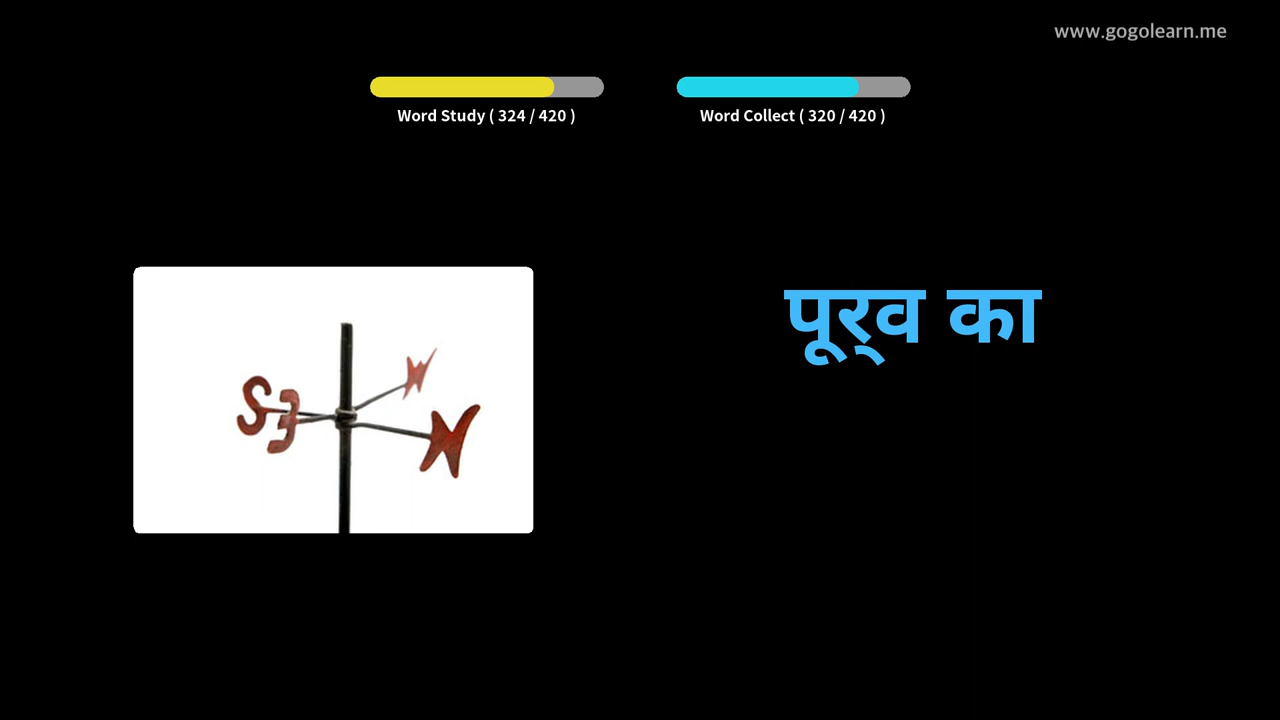 www.gogolearn.me
Word Study ( 324 / 420 )
Word Collect ( 320 / 420 )
पूर्व का
S E N